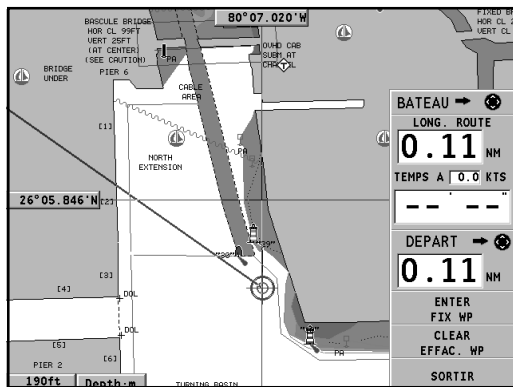 80°07.020'W
BASCULE BRIDGE
HOR CL 99FT
VERT 25FT
(AT CENTER)
(SEE CAUTION)
PIER 6
PA
BRIDGE
UNDER
OVHD CAB
SUBM AT
FIXED B
HOR CL 2
VERT CL
CABLE
AREA
[1]
NORTH
EXTENSION
PA
26°05.846'N
[2]
"29"
[3]
[4]
DOL
DOL
[5]
PIER 2
[6]
PA
190ft
Depth:m
TURNING BASIN
BATEAU
LONG. ROUTE
0.11 NM
TEMPS A 0.0 KTS
-- ' -- "
DEPART
0.11 NM
ENTER
FIX WP
CLEAR
EFFAC. WP
SORTIR